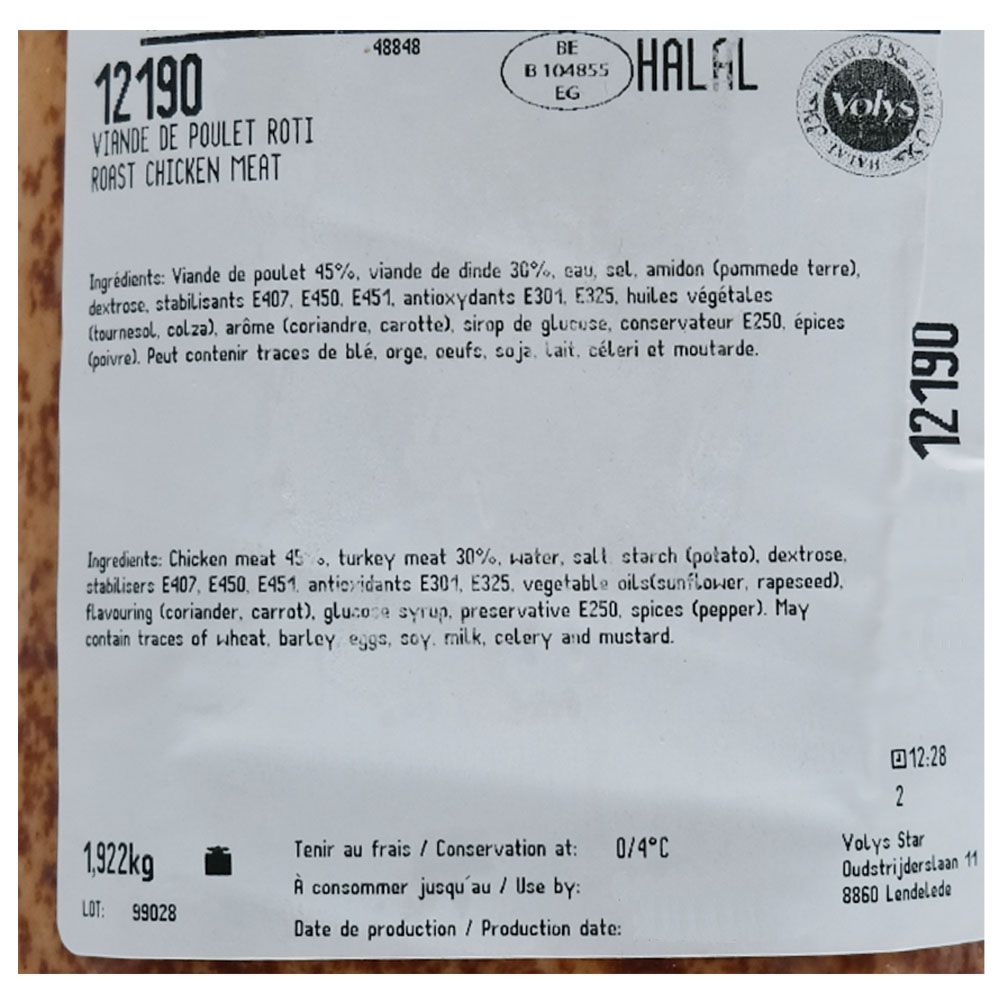 48848
BE
B 104855
EG
HALAL
HALAL حلال HALAL حلال HALAL حلال
Volys
12190
VIANDE DE POULET ROTI
ROAST CHICKEN MEAT
Ingrédients: Viande de poulet 45%, viande de dinde 30%, eau, sel, amidon (pommede terre),
dextrose, stabilisants E407, E450, E451, antioxydants E301, E325, huiles végétales
(tournesol, colza), arôme (coriandre, carotte), sirop de glucose, conservateur E250, épices
(poivre). Peut contenir traces de blé, orge, oeufs, soja, lait, céleri et moutarde.
12190
Ingredients: Chicken meat 45%, turkey meat 30%, water, salt, starch (potato), dextrose,
stabilisers E407, E450, E451, antioxidants E301, E325, vegetable oils(sunflower, rapeseed),
flavouring (coriander, carrot), glucose syrup, preservative E250, spices (pepper). May
contain traces of wheat, barley, eggs, soy, milk, celery and mustard.
12:28
2
1,922kg
LOT: 99028
Tenir au frais / Conservation at: 0/4°C
À consommer jusqu'au / Use by:
Date de production / Production date:
Volys Star
Oudstrijderslaan 11
8860 Lendelede